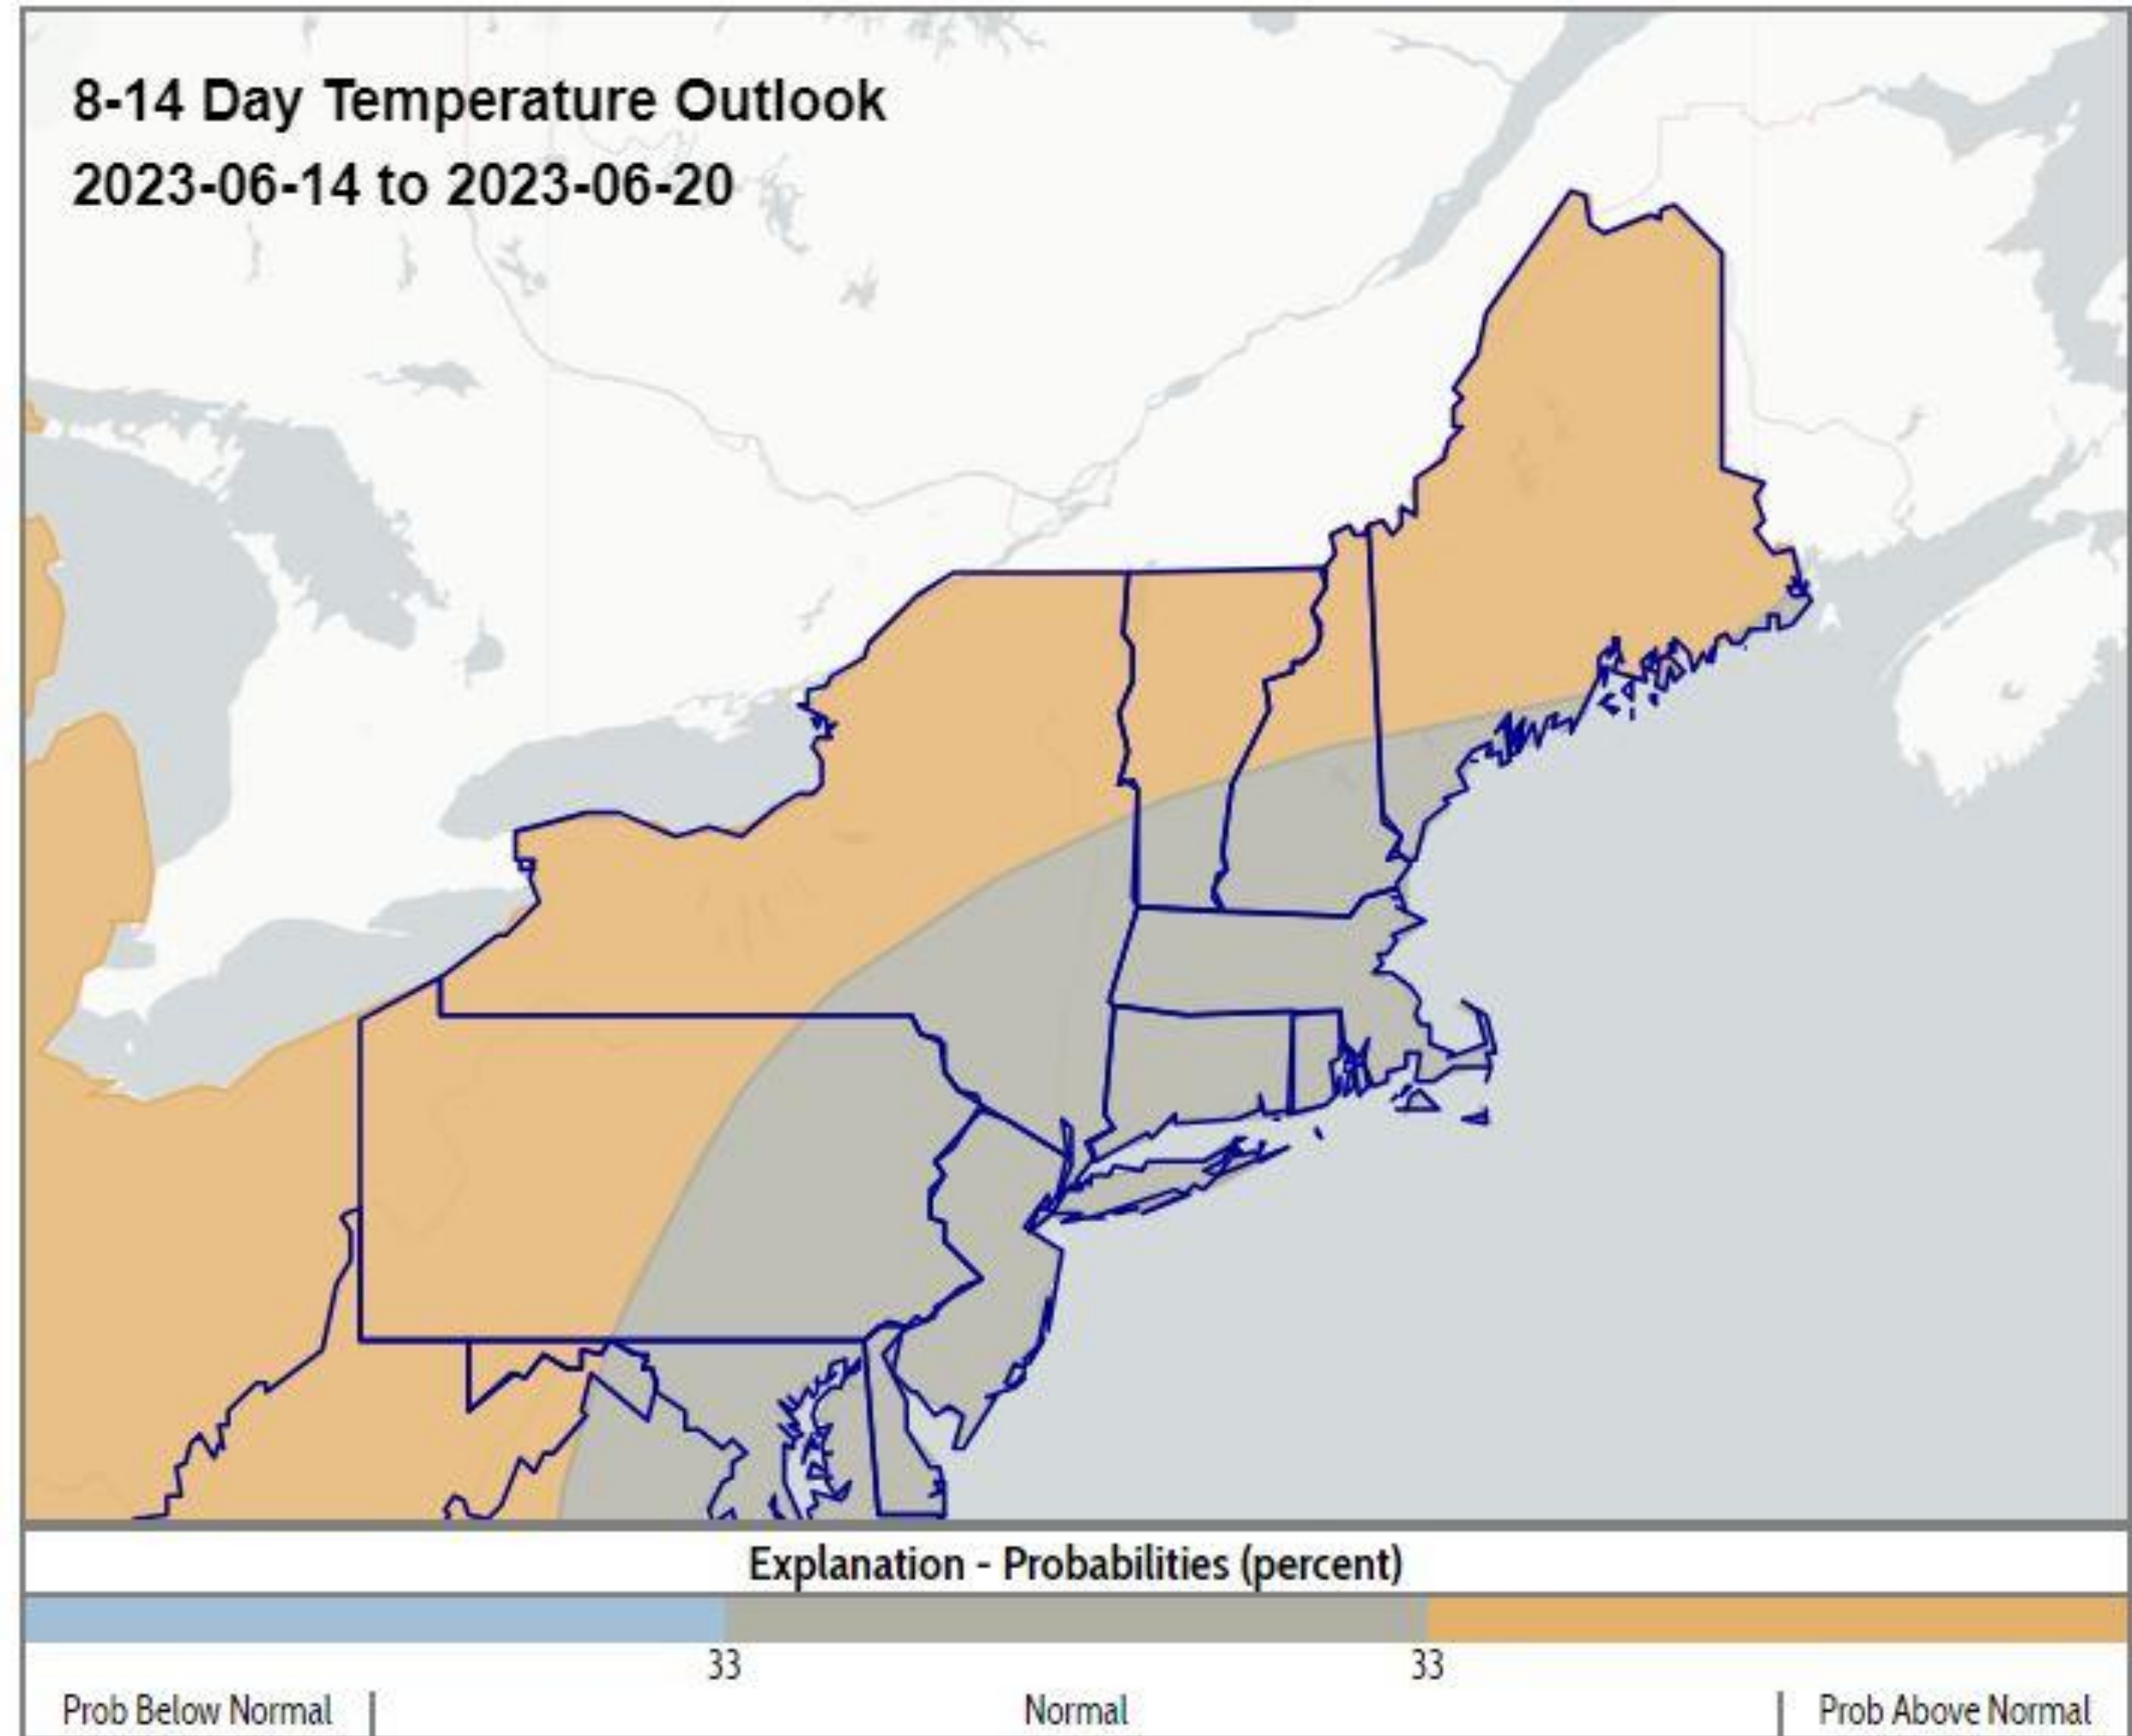 8-14 Day Temperature Outlook
2023-06-14 to 2023-06-20
Explanation - Probabilities (percent)
33 33
Prob Below Normal Normal Prob Above Normal